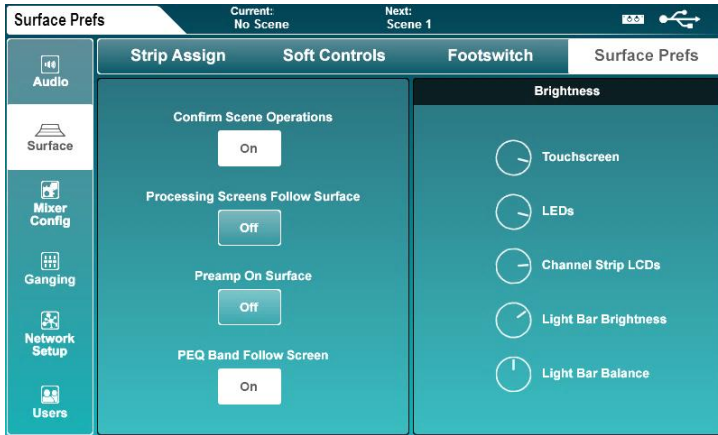 Surface Prefs
Current:
No Scene
Next:
Scene 1
Audio
Surface
Mixer
Config
Ganging
Network
Setup
Users
Strip Assign
Soft Controls
Footswitch
Surface Prefs
Confirm Scene Operations
On
Processing Screens Follow Surface
Off
Preamp On Surface
Off
PEQ Band Follow Screen
On
Brightness
Touchscreen
LEDs
Channel Strip LCDs
Light Bar Brightness
Light Bar Balance